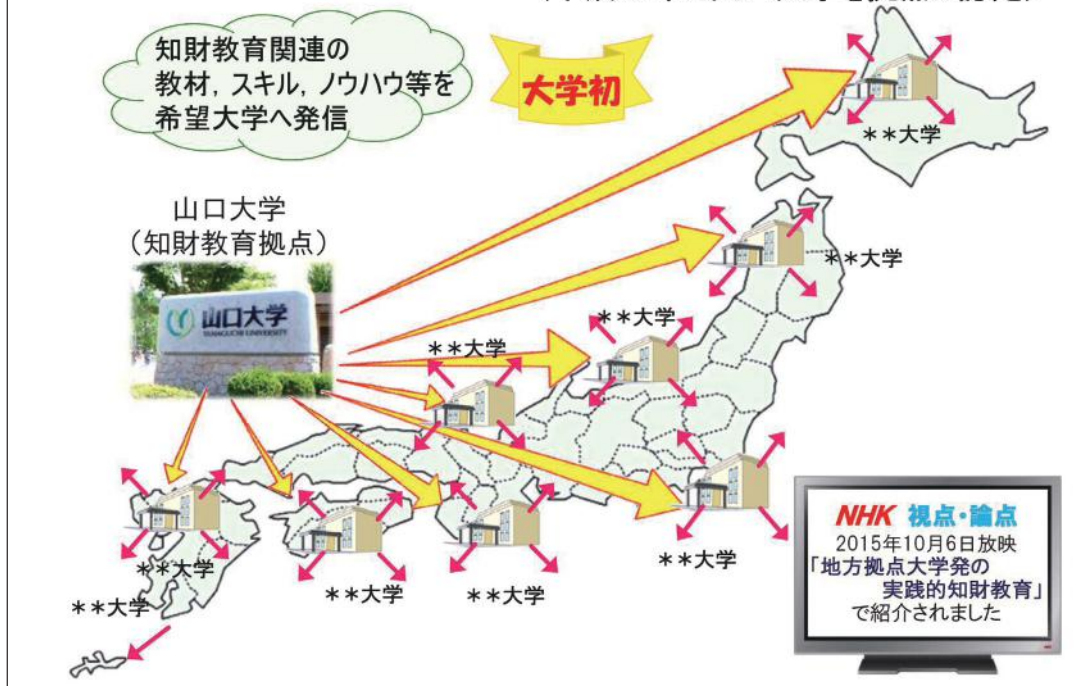 知財教育関連の
教材，スキル，ノウハウ等を
希望大学へ発信
大学初
＊＊大学
山口大学
（知財教育拠点）
山口大学
YAMAGUCHI UNIVERSITY
＊＊大学
＊＊大学
＊＊大学
＊＊大学
＊＊大学
＊＊大学
＊＊大学
＊＊大学
NHK 視点・論点
2015年10月6日放映
「地方拠点大学発の
実践的知財教育」
で紹介されました